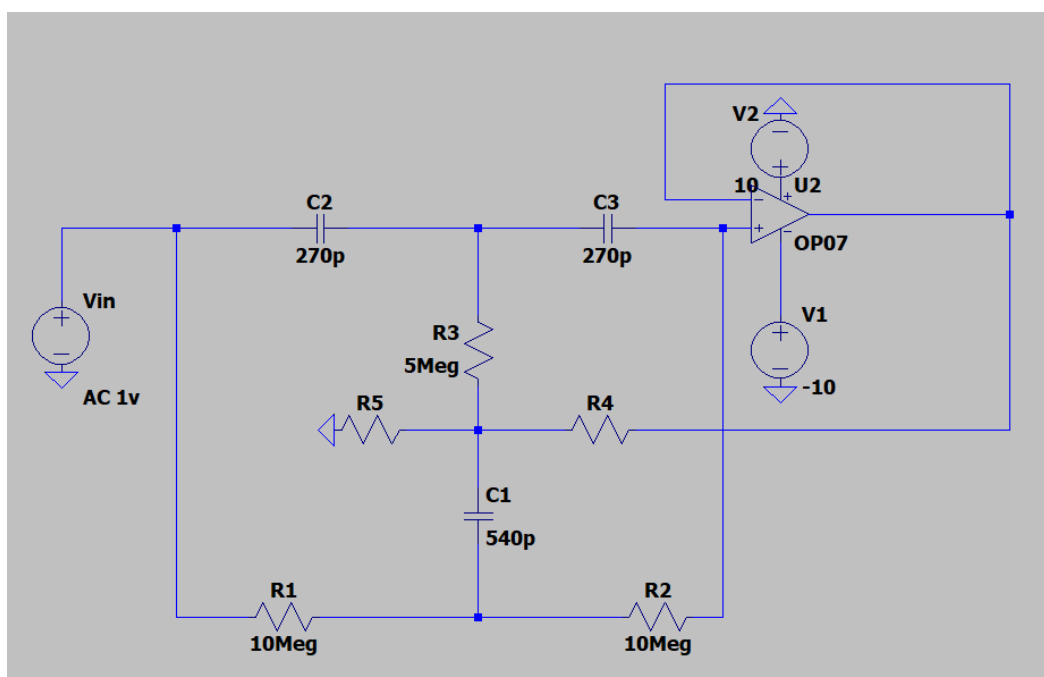 V2
10
U2
OP07
C2
270p
C3
270p
Vin
AC 1v
R3
5Meg
V1
-10
R5
R4
C1
540p
R1
10Meg
R2
10Meg